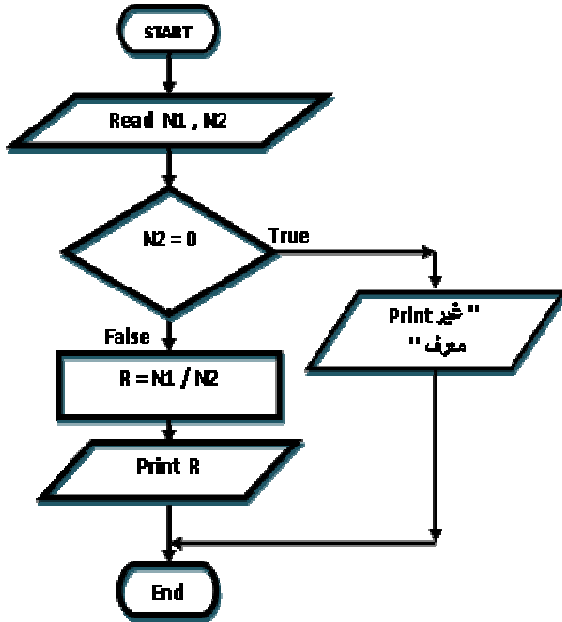 START
Read N1 , N2
N2 = 0
True
Print غير "
معرف "
False
R = N1 / N2
Print R
End